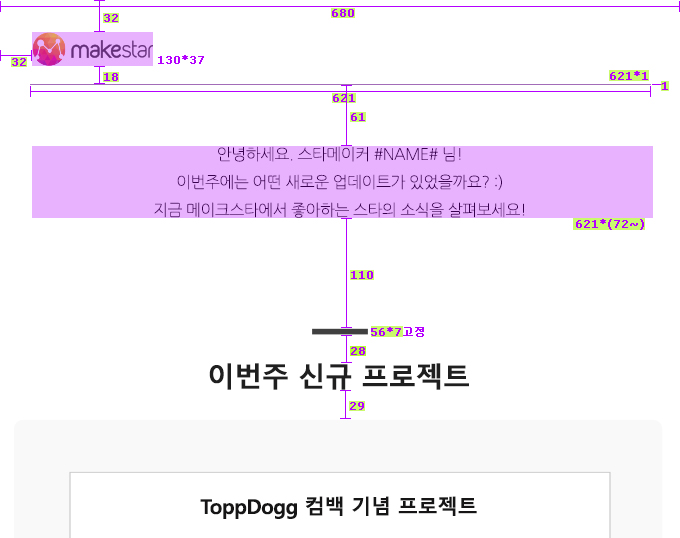 680
32
makestar
32
130*37
18
621*1
1
621
61
안녕하세요. 스타메이커 #NAME# 님!
이번주에는 어떤 새로운 업데이트가 있었을까요? :)
지금 메이크스타에서 좋아하는 스타의 소식을 살펴보세요!
621*(72~)
110
56*7고정
28
이번주 신규 프로젝트
29
ToppDogg 컴백 기념 프로젝트